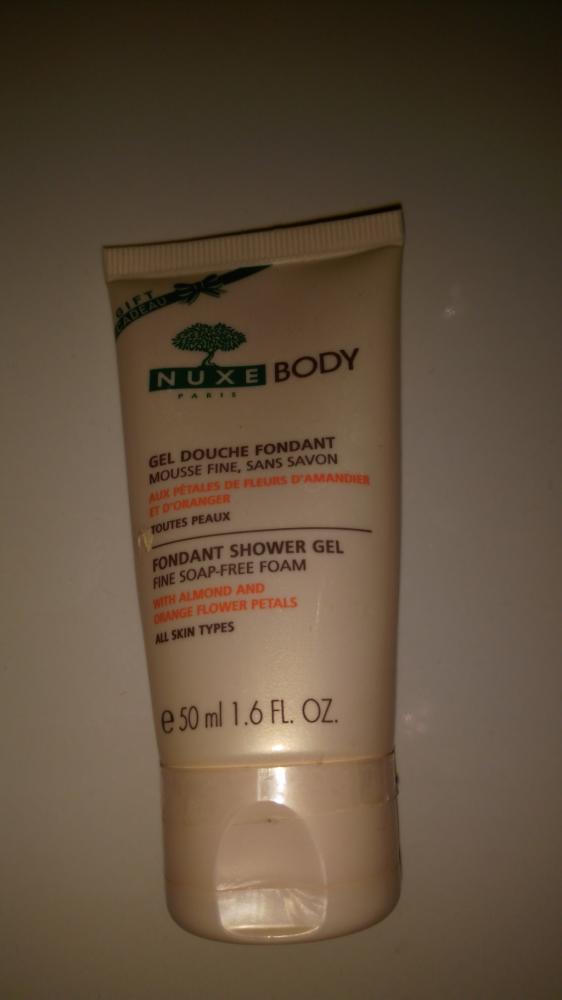 GIFT
CADEAU
NUXE BODY
PARIS
GEL DOUCHE FONDANT
MOUSSE FINE, SANS SAVON
AUX PÉTALES DE FLEURS D'AMANDIER
ET D'ORANGER
TOUTES PEAUX
FONDANT SHOWER GEL
FINE SOAP-FREE FOAM
WITH ALMOND AND
ORANGE FLOWER PETALS
ALL SKIN TYPES
e 50 ml 1.6 FL. OZ.